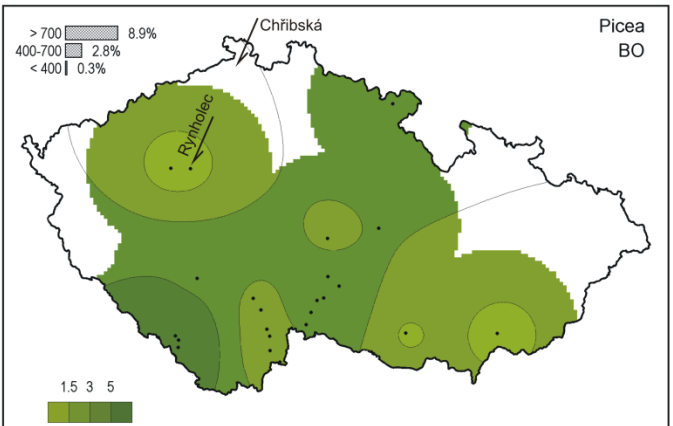 > 700 8.9%
400-700 2.8%
< 400 0.3%
Chřibská
Picea
BO
Rynholec
1.5 3 5